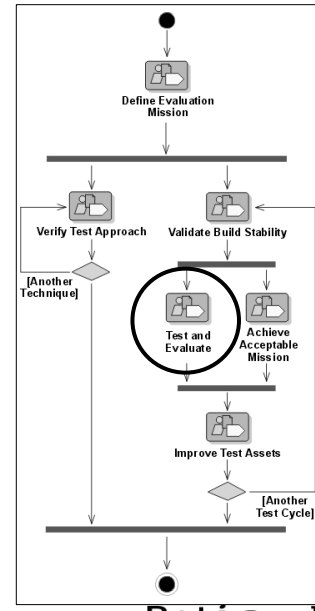 Define Evaluation
Mission
Verify Test Approach
Validate Build Stability
[Another
Technique]
Test and
Evaluate
Achieve
Acceptable
Mission
Improve Test Assets
[Another
Test Cycle]